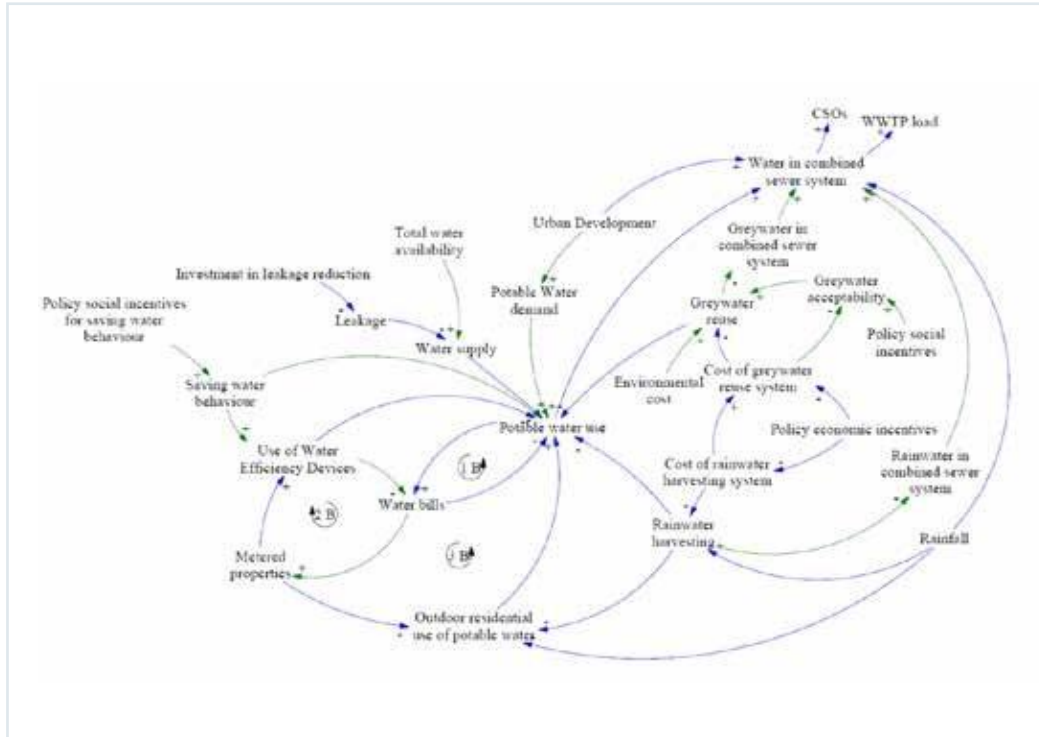 CSOs
WWTP load
Water in combined
sewer system
Urban Development
Greywater in
combined sewer
system
Total water
availability
Investment in leakage reduction
Potable Water
demand
Greywater
acceptability
Greywater
reuse
Policy social incentives
for saving water
behaviour
Leakage
Water supply
Policy social
incentives
Saving water
behaviour
Environmental
cost
Cost of greywater
reuse system
Potable water use
Policy economic incentives
Use of Water
Efficiency Devices
1 B
Cost of rainwater
harvesting system
Rainwater in
combined sewer
system
Water bills
2 B
Rainwater
harvesting
Rainfall
Metered
properties
B
Outdoor residential
use of potable water